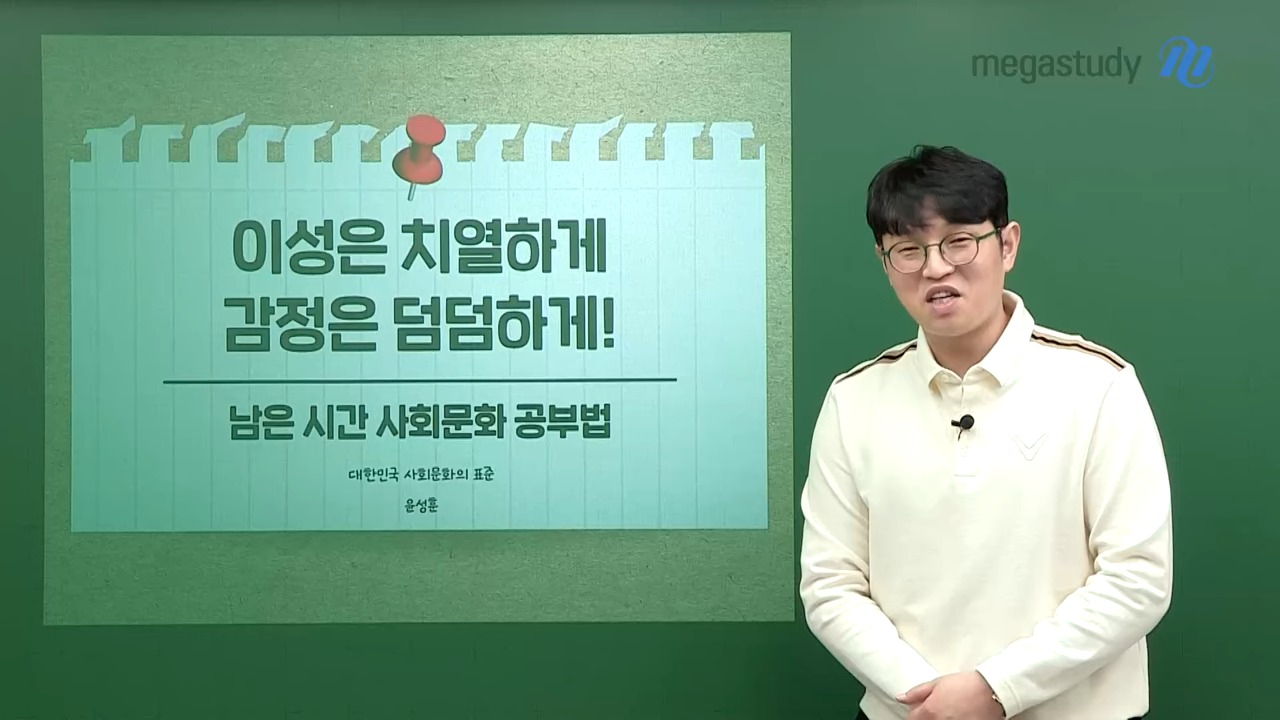 megastudy
이성은 치열하게
감정은 덤덤하게!
남은 시간 사회문화 공부법
대한민국 사회문화의 표준
윤성훈